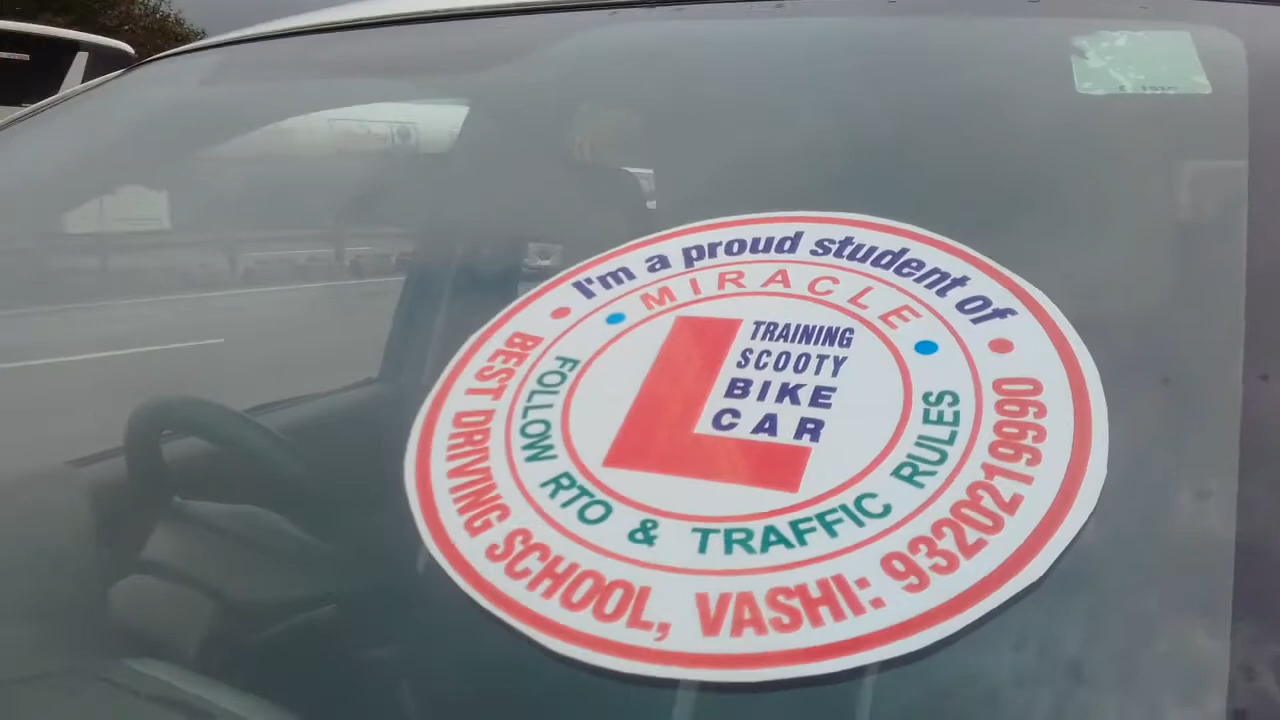 I'm a proud student of
MIRACLE
TRAINING
SCOOTY
BIKE
CAR
FOLLOW RTO & TRAFFIC RULES
BEST DRIVING SCHOOL, VASHI: 9320219990